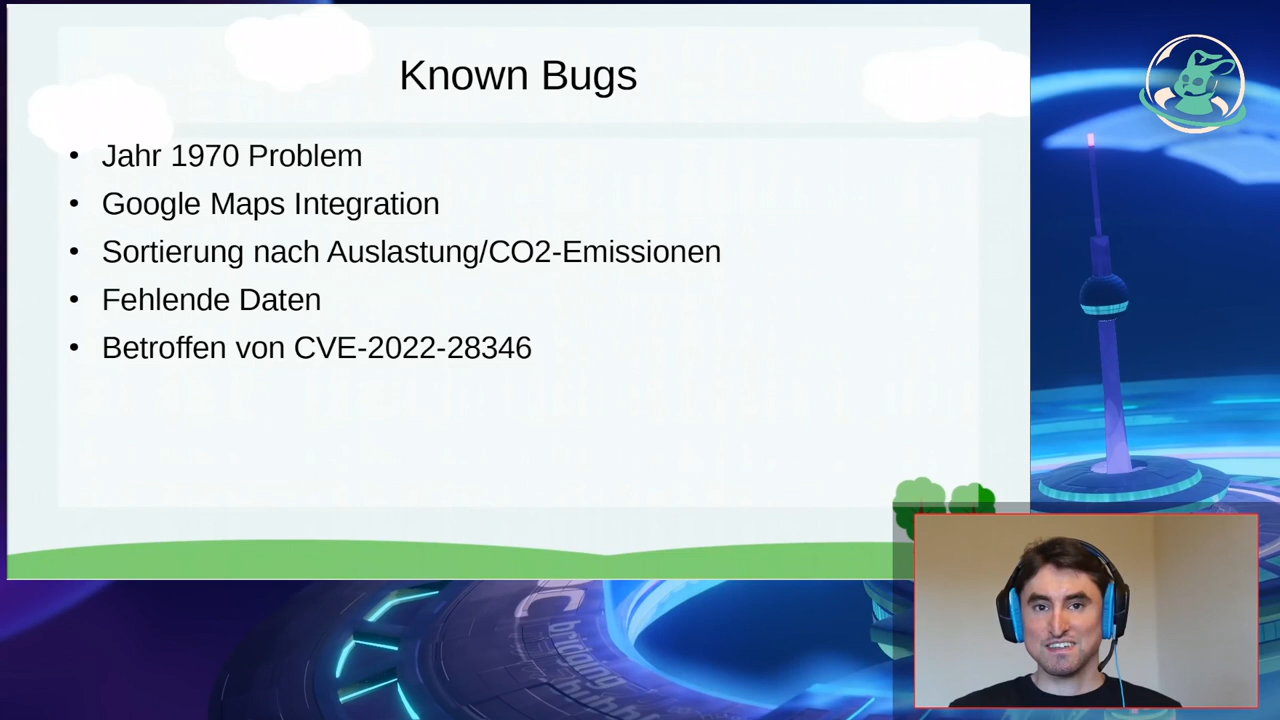 Known Bugs
• Jahr 1970 Problem
• Google Maps Integration
• Sortierung nach Auslastung/CO2-Emissionen
• Fehlende Daten
• Betroffen von CVE-2022-28346
bridging